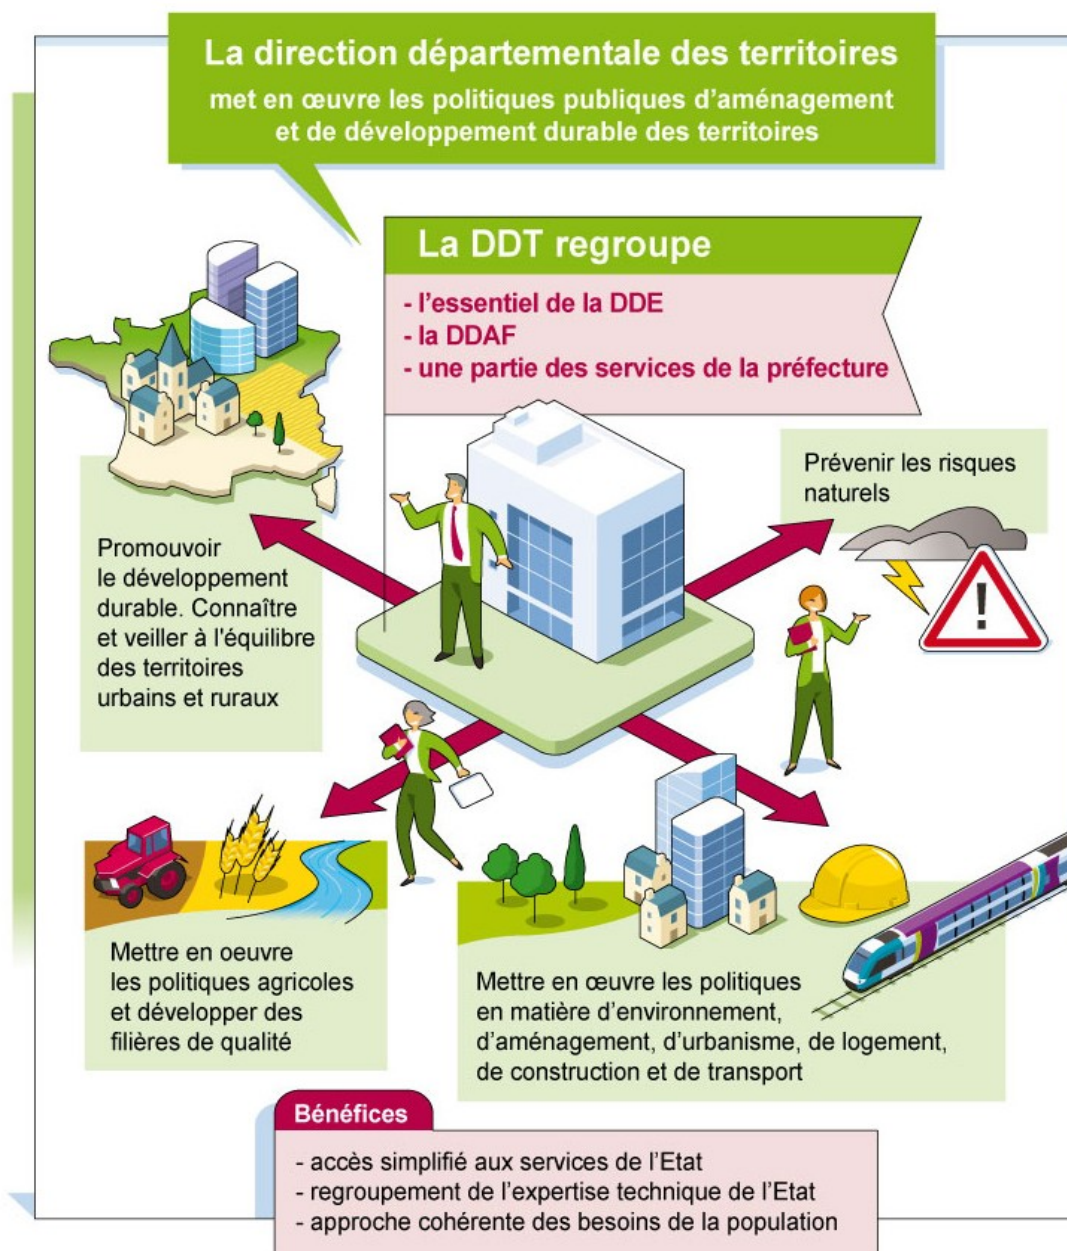 La direction départementale des territoires
met en œuvre les politiques publiques d'aménagement
et de développement durable des territoires
La DDT regroupe
- l'essentiel de la DDE
- la DDAF
- une partie des services de la préfecture
Prévenir les risques
naturels
!
Promouvoir
le développement
durable. Connaître
et veiller à l'équilibre
des territoires
urbains et ruraux
Mettre en oeuvre
les politiques agricoles
et développer des
filières de qualité
Mettre en œuvre les politiques
en matière d'environnement,
d'aménagement, d'urbanisme, de logement,
de construction et de transport
Bénéfices
- accès simplifié aux services de l'Etat
- regroupement de l'expertise technique de l'Etat
- approche cohérente des besoins de la population